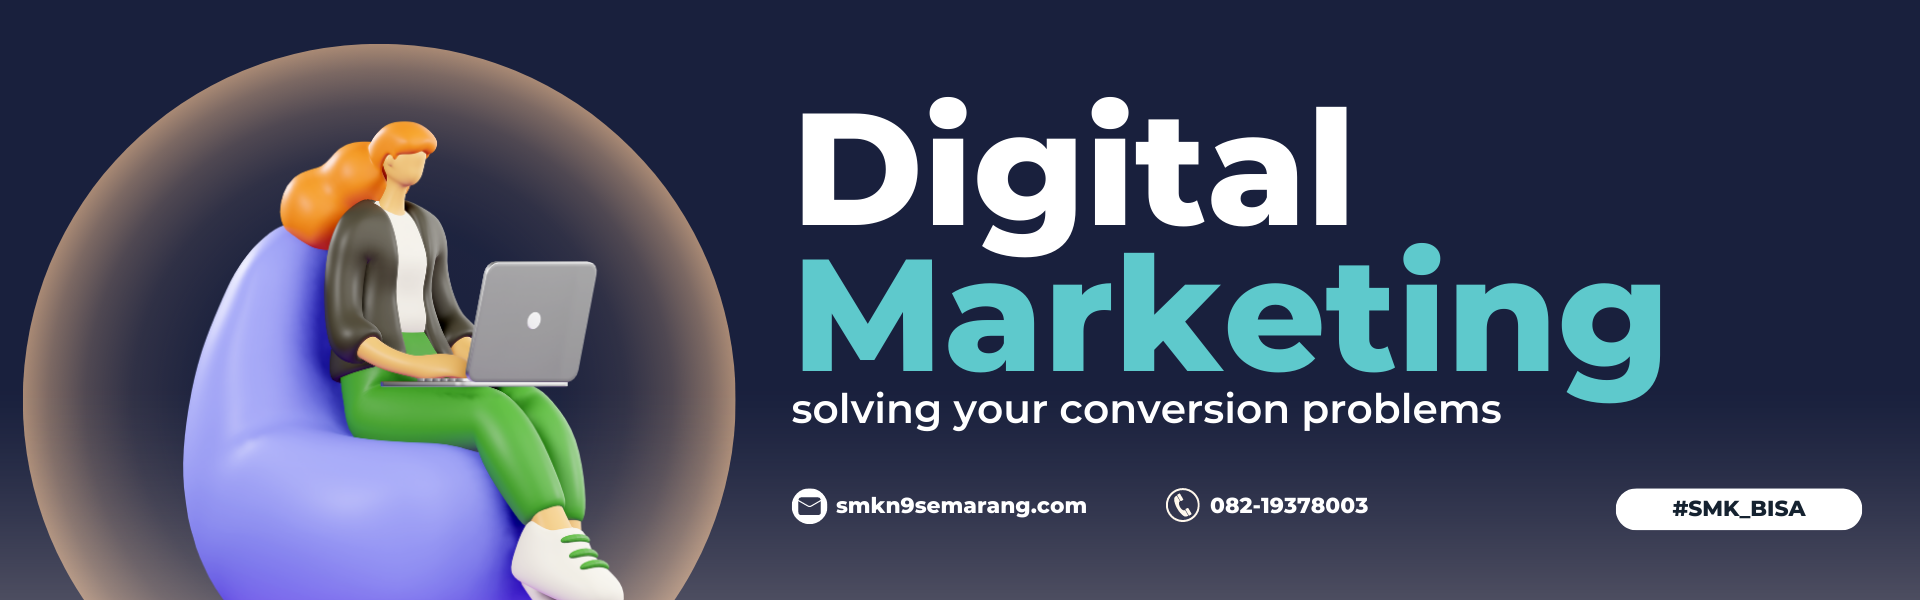 Digital
Marketing
solving your conversion problems
smkn9semarang.com
082-19378003
#SMK_BISA